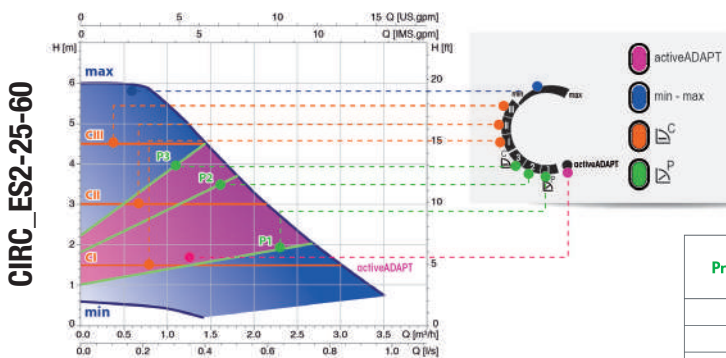 0 5 10 15 Q [US.gpm]
0 5 10 Q [IMS.gpm]
H [m] H [ft]
CIRC_ES2-25-60
max
6
5
4
3
2
1
0
20
15
10
5
0
CIII
CII
CI
P3
P2
P1
activeADAPT
min
0.0 0.5 1.0 1.5 2.0 2.5 3.0 3.5 Q [m³/h]
0.0 0.2 0.4 0.6 0.8 1.0 Q [l/s]
min
max
activeADAPT
C
P
activeADAPT
min - max
C
P
Pr